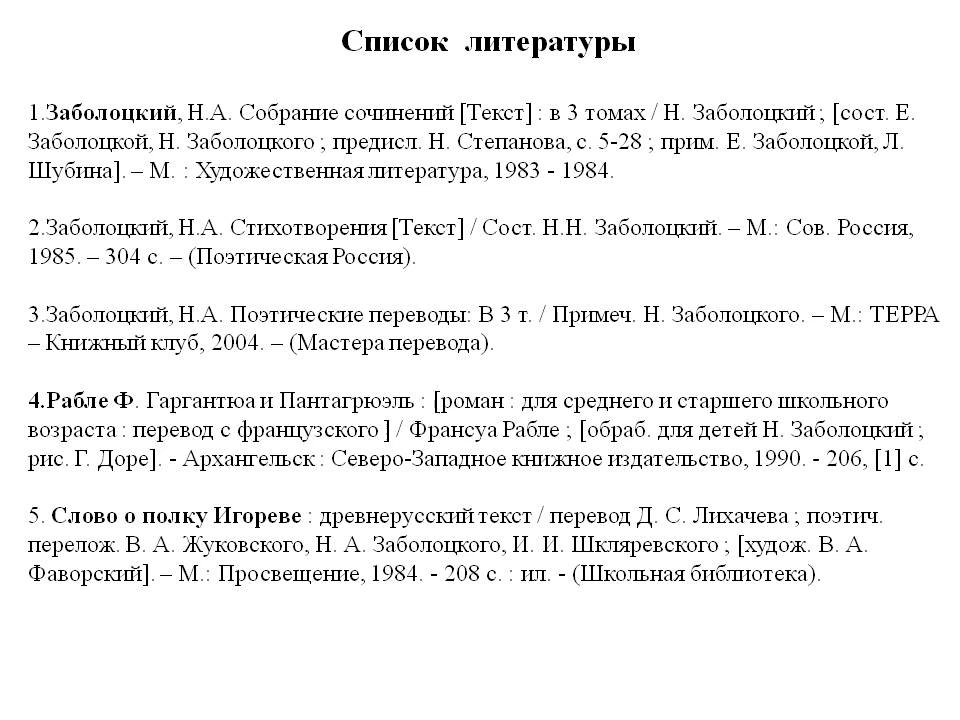 Список литературы
1.Заболоцкий, Н.А. Собрание сочинений [Текст] : в 3 томах / Н. Заболоцкий ; [сост. Е.
Заболоцкой, Н. Заболоцкого ; предисл. Н. Степанова, с. 5-28 ; прим. Е. Заболоцкой, Л.
Шубина]. – М. : Художественная литература, 1983 - 1984.
2.Заболоцкий, Н.А. Стихотворения [Текст] / Сост. Н.Н. Заболоцкий. – М.: Сов. Россия,
1985. – 304 с. – (Поэтическая Россия).
3.Заболоцкий, Н.А. Поэтические переводы: В 3 т. / Примеч. Н. Заболоцкого. – М.: ТЕРРА
– Книжный клуб, 2004. – (Мастера перевода).
4.Рабле Ф. Гаргантюа и Пантагрюэль : [роман : для среднего и старшего школьного
возраста : перевод с французского ] / Франсуа Рабле ; [обраб. для детей Н. Заболоцкий ;
рис. Г. Доре]. - Архангельск : Северо-Западное книжное издательство, 1990. - 206, [1] с.
5. Слово о полку Игореве : древнерусский текст / перевод Д. С. Лихачева ; поэтич.
перелож. В. А. Жуковского, Н. А. Заболоцкого, И. И. Шкляревского ; [худож. В. А.
Фаворский]. – М.: Просвещение, 1984. - 208 с. : ил. - (Школьная библиотека).